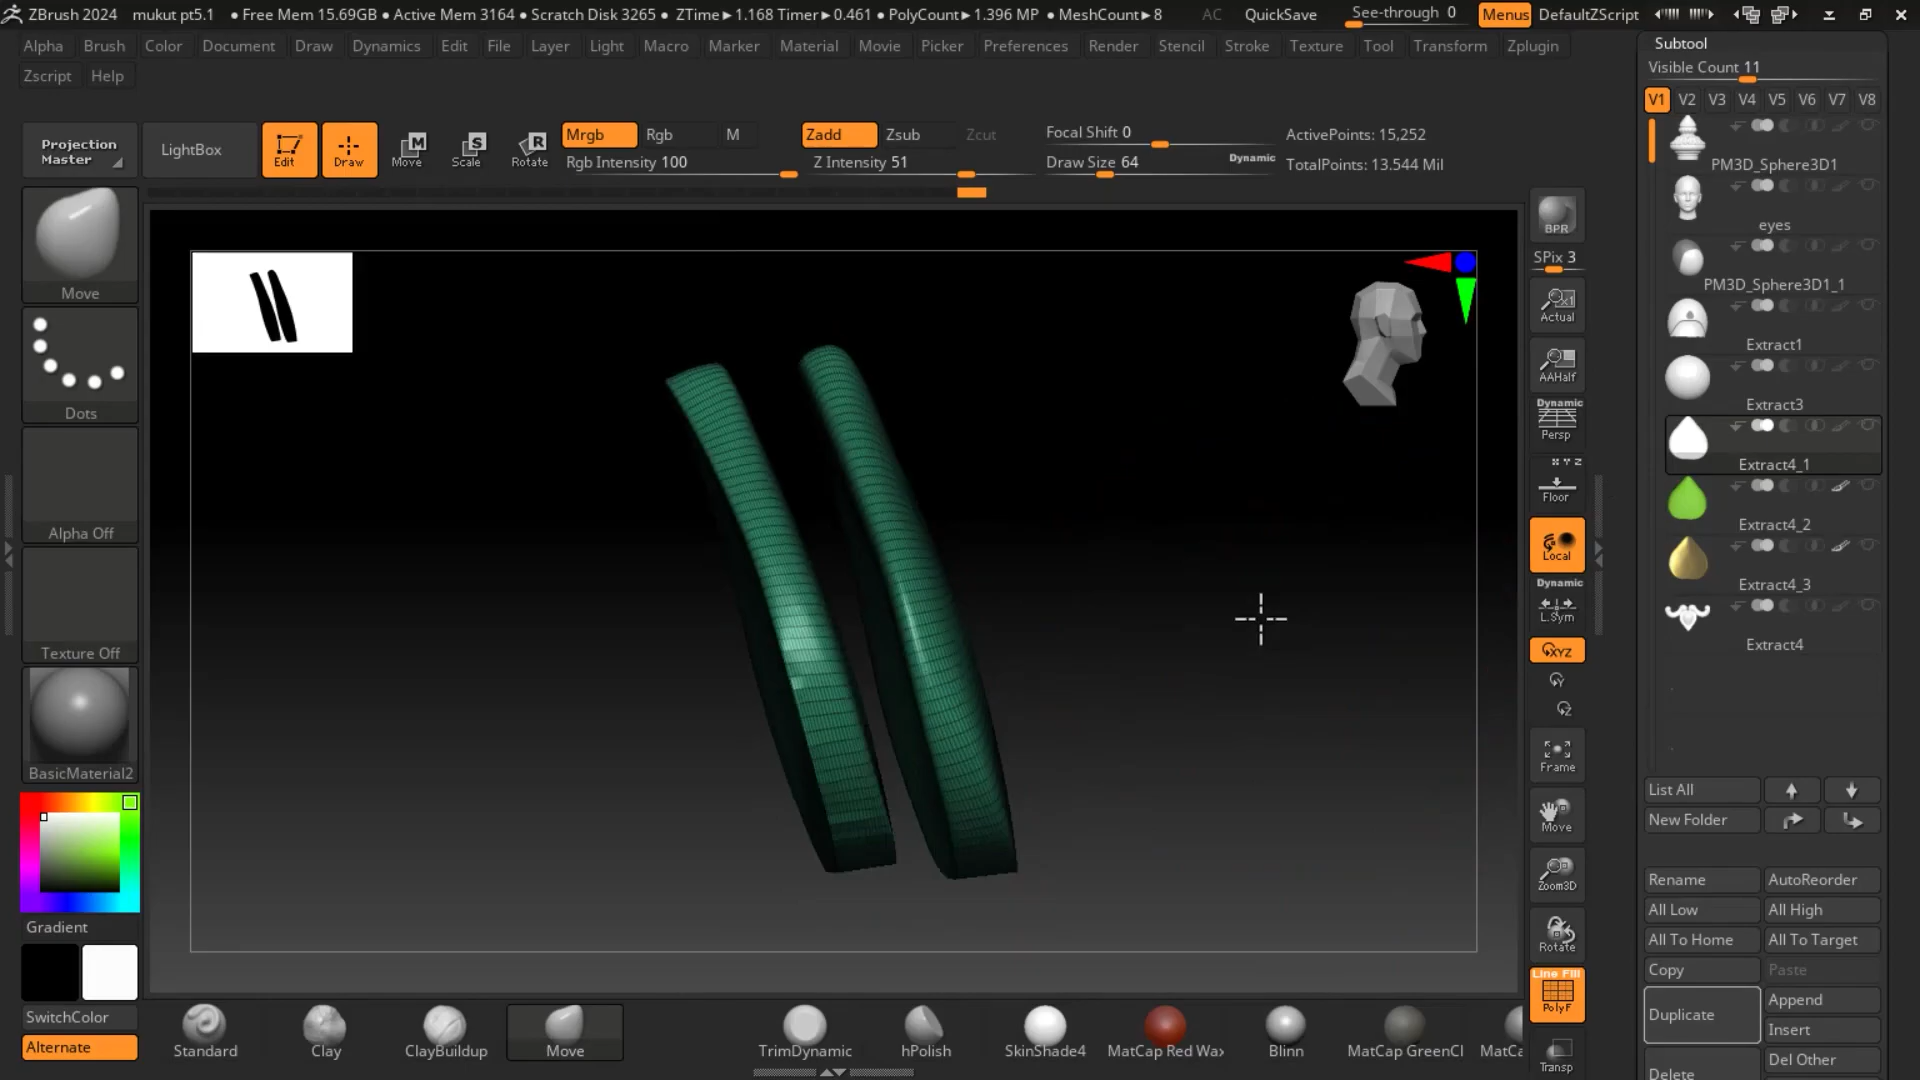 ZBrush 2024 mukut pt5.1 ● Free Mem 15.69GB ● Active Mem 3164 ● Scratch Disk 3265 ● ZTime►1.168 Timer►0.461 ● PolyCount►1.396 MP ● MeshCount►8 AC QuickSave See-through 0 Menus DefaultZScript
Alpha Brush Color Document Draw Dynamics Edit File Layer Light Macro Marker Material Movie Picker Preferences Render Stencil Stroke Texture Tool Transform Zplugin
Zscript Help
Projection Master
LightBox
Edit
Draw
Move
Scale
Rotate
Mrgb Rgb M
Rgb Intensity 100
Zadd Zsub Zcut
Z Intensity 51
Focal Shift 0
Draw Size 64 Dynamic
ActivePoints: 15,252
TotalPoints: 13.544 Mil
Move
Dots
Alpha Off
Texture Off
BasicMaterial2
Gradient
SwitchColor
Alternate
Standard
Clay
ClayBuildup
Move
TrimDynamic
hPolish
SkinShade4
MatCap Red Wax
Blinn
MatCap GreenCl
MatCa
BPR
SPix 3
Actual
AAHalf
Dynamic
Persp
X Y Z
Floor
Local
Dynamic
L.Sym
XYZ
Y
Z
Frame
Move
Zoom3D
Rotate
Line Fill
PolyF
Transp
Subtool
Visible Count 11
V1 V2 V3 V4 V5 V6 V7 V8
PM3D_Sphere3D1
eyes
PM3D_Sphere3D1_1
Extract1
Extract3
Extract4_1
Extract4_2
Extract4_3
Extract4
List All
New Folder
Rename AutoReorder
All Low All High
All To Home All To Target
Copy Paste
Duplicate Append
Insert
Delete Del Other